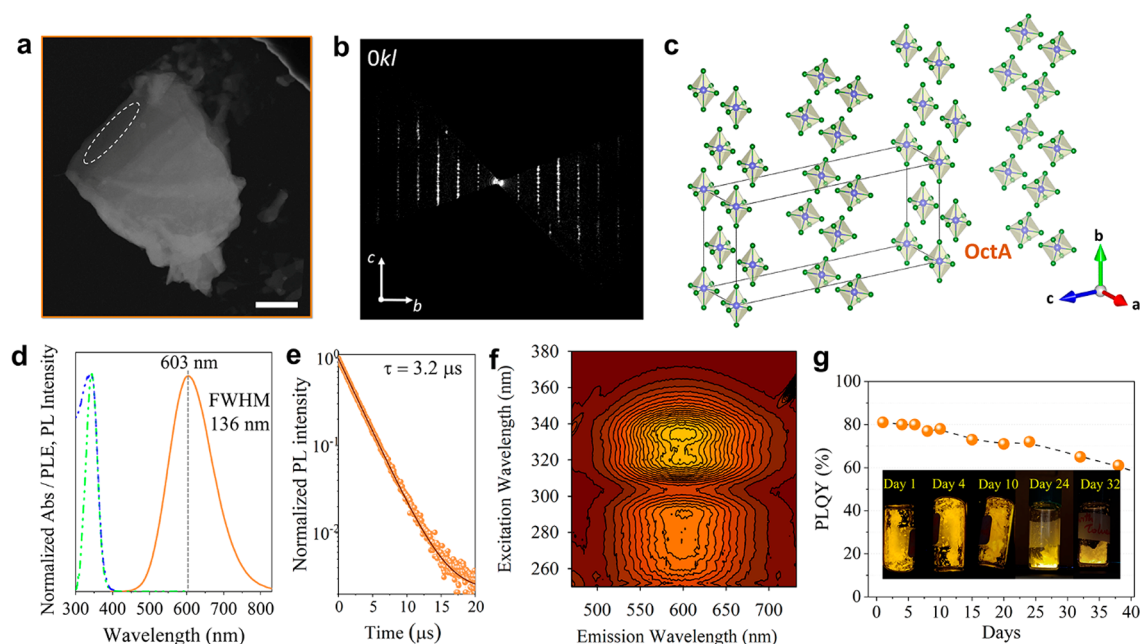 a
b
0kl
c
b
c
OctA
b
c
a
d
603 nm
FWHM
136 nm
Normalized Abs / PLE, PL Intensity
300 400 500 600 700 800
Wavelength (nm)
e
τ = 3.2 μs
Normalized PL intensity
10⁰
10⁻¹
10⁻²
0 5 10 15 20
Time (μs)
f
Excitation Wavelength (nm)
380
360
340
320
300
280
260
500 550 600 650 700
Emission Wavelength (nm)
g
PLQY (%)
100
80
60
40
20
0
Day 1 Day 4 Day 10 Day 24 Day 32
0 5 10 15 20 25 30 35 40
Days